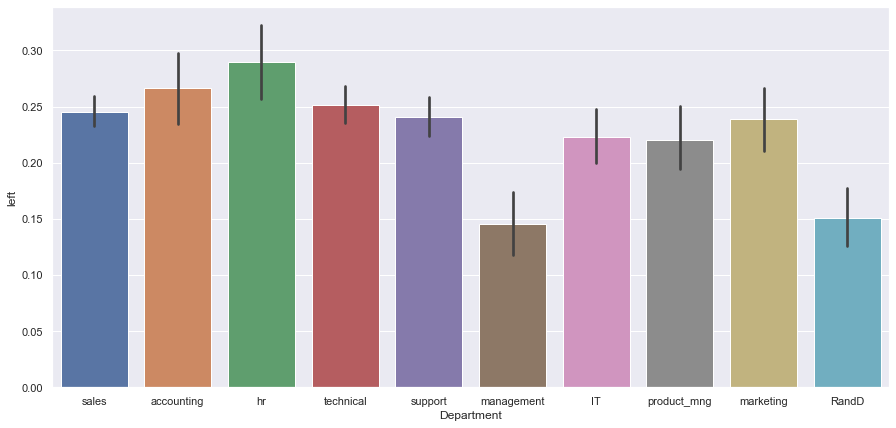 0.30
0.25
0.20
0.15
0.10
0.05
0.00
left
sales accounting hr technical support management IT product_mng marketing RandD
Department